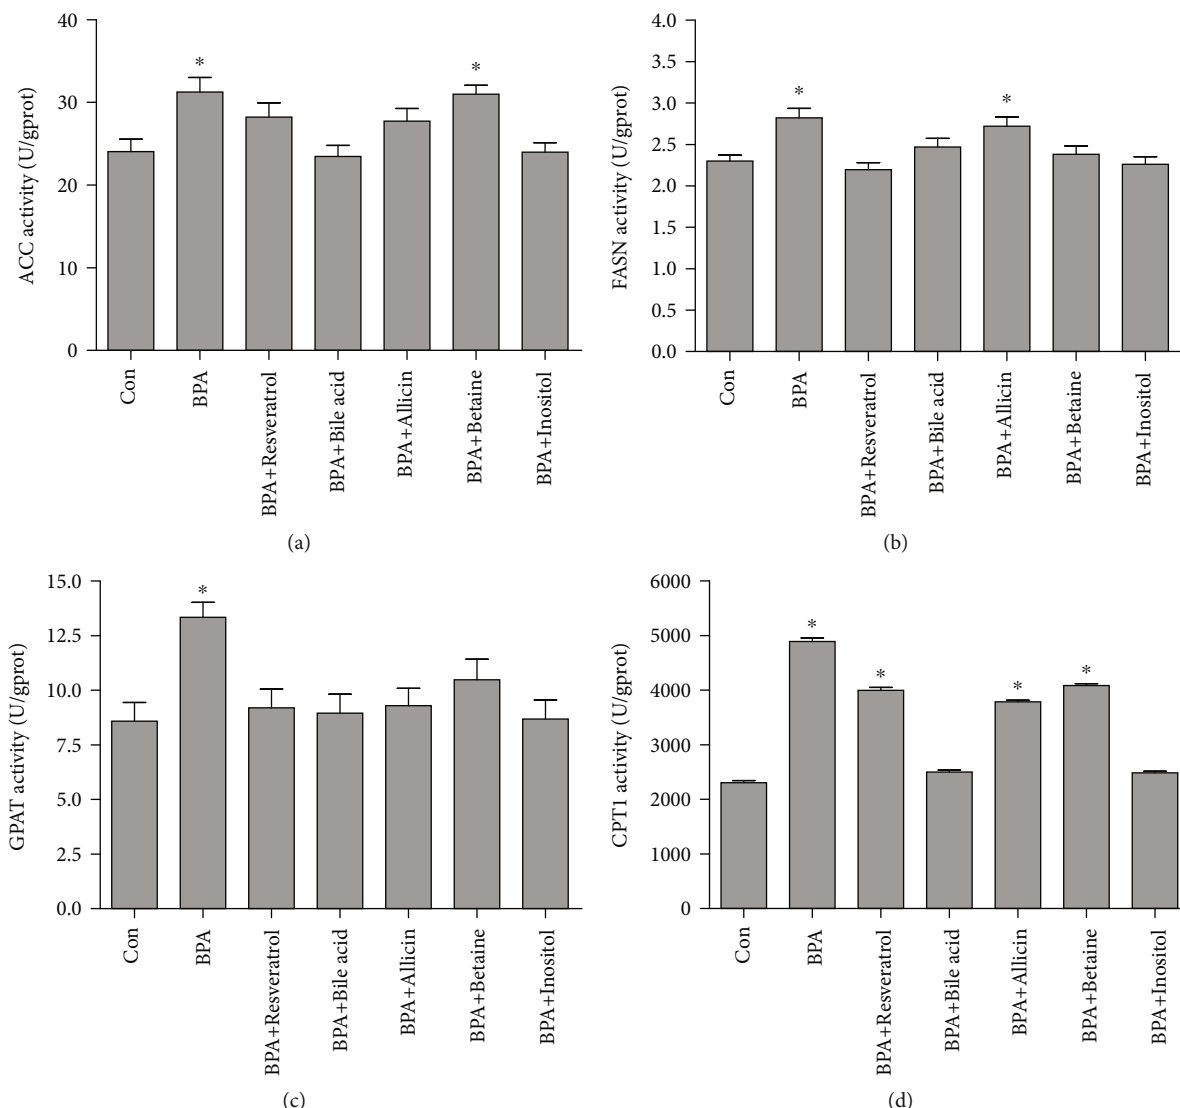 40
30
20
10
0
ACC activity (U/gprot)
*
*
Con
BPA
BPA+Resveratrol
BPA+Bile acid
BPA+Allicin
BPA+Betaine
BPA+Inositol
(a)
4.0
3.5
3.0
2.5
2.0
1.5
1.0
0.5
0.0
FASN activity (U/gprot)
*
*
Con
BPA
BPA+Resveratrol
BPA+Bile acid
BPA+Allicin
BPA+Betaine
BPA+Inositol
(b)
15.0
12.5
10.0
7.5
5.0
2.5
0.0
GPAT activity (U/gprot)
*
Con
BPA
BPA+Resveratrol
BPA+Bile acid
BPA+Allicin
BPA+Betaine
BPA+Inositol
(c)
6000
5000
4000
3000
2000
1000
0
CPT1 activity (U/gprot)
*
*
*
*
Con
BPA
BPA+Resveratrol
BPA+Bile acid
BPA+Allicin
BPA+Betaine
BPA+Inositol
(d)